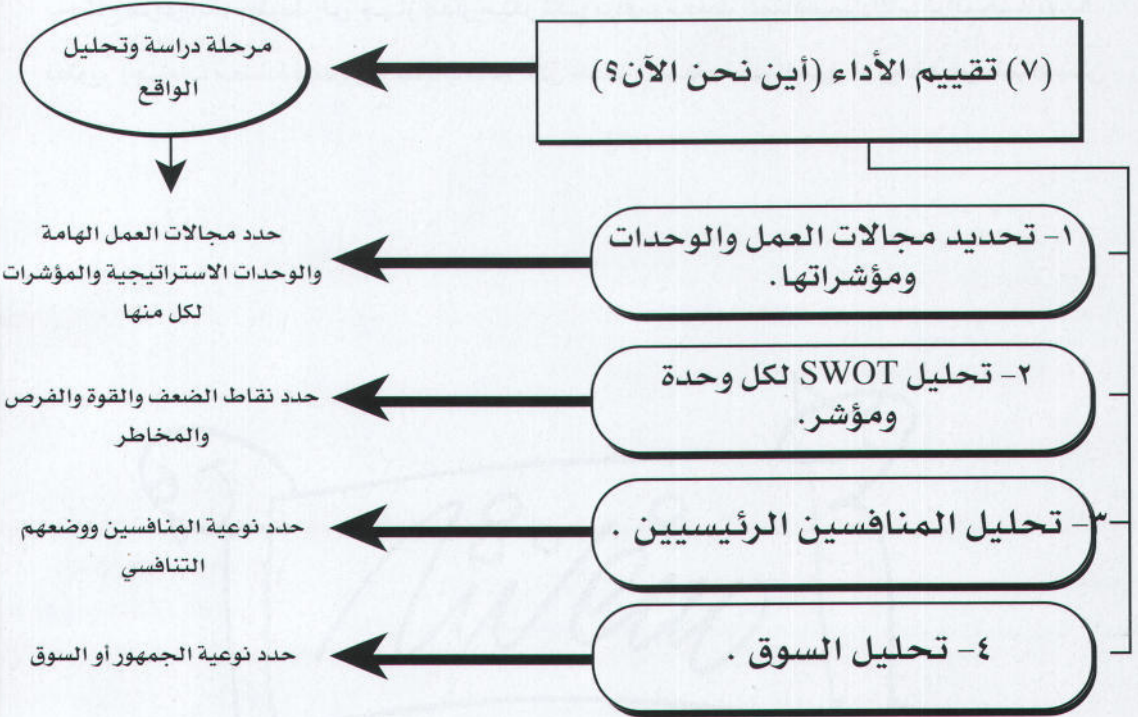 (٧) تقييم الأداء (أين نحن الآن؟)
مرحلة دراسة وتحليل
الواقع
١- تحديد مجالات العمل والوحدات
ومؤشراتها.
حدد مجالات العمل الهامة
والوحدات الاستراتيجية والمؤشرات
لكل منها
٢- تحليل SWOT لكل وحدة
ومؤشر.
حدد نقاط الضعف والقوة والفرص
والمخاطر
٣- تحليل المنافسين الرئيسيين .
حدد نوعية المنافسين ووضعهم
التنافسي
٤- تحليل السوق .
حدد نوعية الجمهور أو السوق